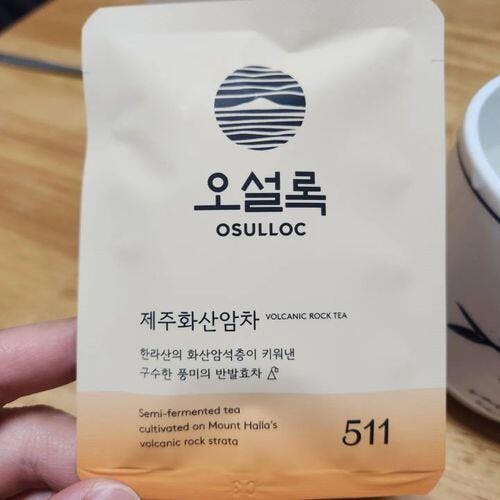 오설록
OSULLOC
제주화산암차 VOLCANIC ROCK TEA
한라산의 화산암석층이 키워낸
구수한 풍미의 반발효차
Semi-fermented tea
cultivated on Mount Halla's
volcanic rock strata
511